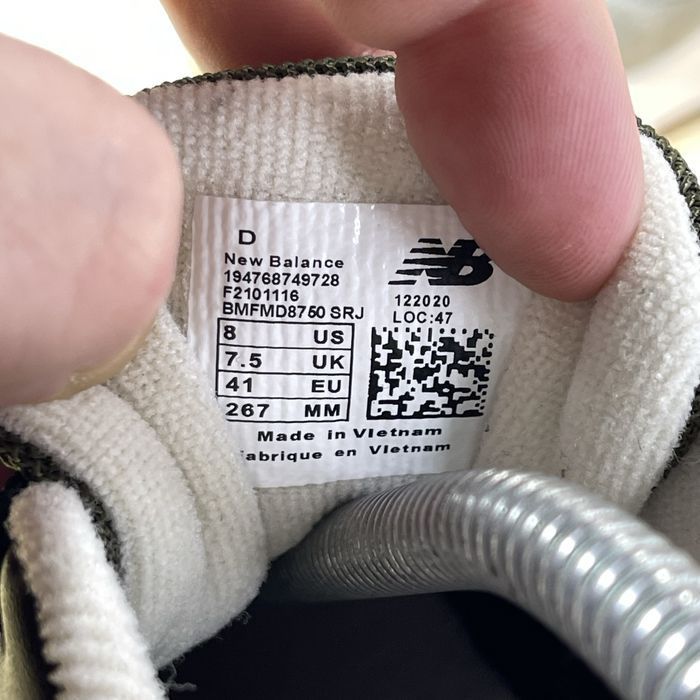 D
New Balance
194768749728
F2101116
BMFMD8750 SRJ
8 US
7.5 UK
41 EU
267 MM
NB
122020
LOC:47
Made in VIetnam
abrique en VIetnam